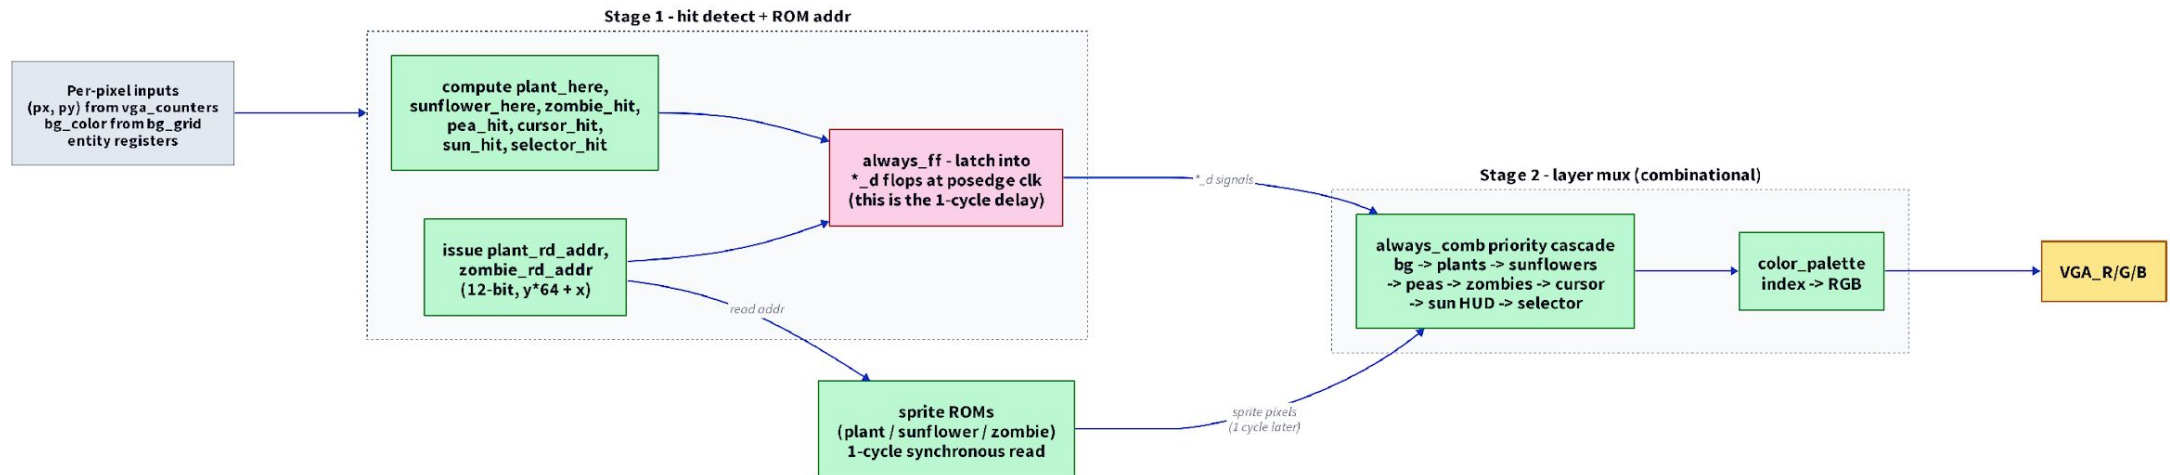 Stage 1 - hit detect + ROM addr
Per-pixel inputs
(px, py) from vga_counters
bg_color from bg_grid
entity registers
compute plant_here,
sunflower_here, zombie_hit,
pea_hit, cursor_hit,
sun_hit, selector_hit
issue plant_rd_addr,
zombie_rd_addr
(12-bit, y*64 + x)
always_ff - latch into
*_d flops at posedge clk
(this is the 1-cycle delay)
read addr
sprite ROMs
(plant / sunflower / zombie)
1-cycle synchronous read
*_d signals
sprite pixels
(1 cycle later)
Stage 2 - layer mux (combinational)
always_comb priority cascade
bg -> plants -> sunflowers
-> peas -> zombies -> cursor
-> sun HUD -> selector
color_palette
index -> RGB
VGA_R/G/B